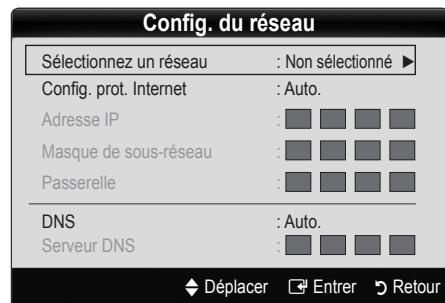 Config. du réseau
Sélectionnez un réseau : Non sélectionné ►
Config. prot. Internet : Auto.
Adresse IP :
Masque de sous-réseau :
Passerelle :
DNS : Auto.
Serveur DNS :
Déplacer Entrer Retour